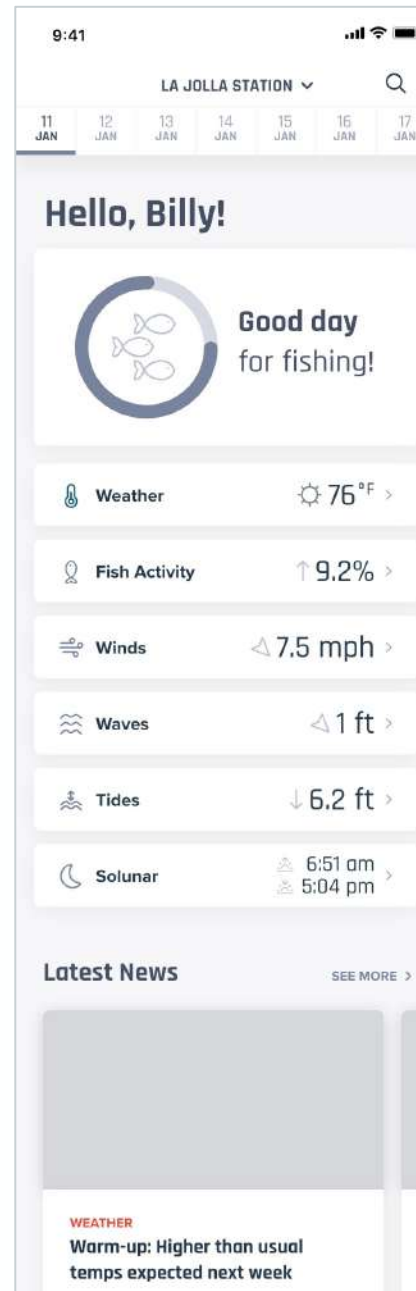 9:41
LA JOLLA STATION
11 12 13 14 15 16 17
JAN JAN JAN JAN JAN JAN JAN
Hello, Billy!
Good day
for fishing!
Weather 76°F
Fish Activity 9.2%
Winds 7.5 mph
Waves 1 ft
Tides 6.2 ft
Solunar 6:51 am
5:04 pm
Latest News SEE MORE
WEATHER
Warm-up: Higher than usual
temps expected next week